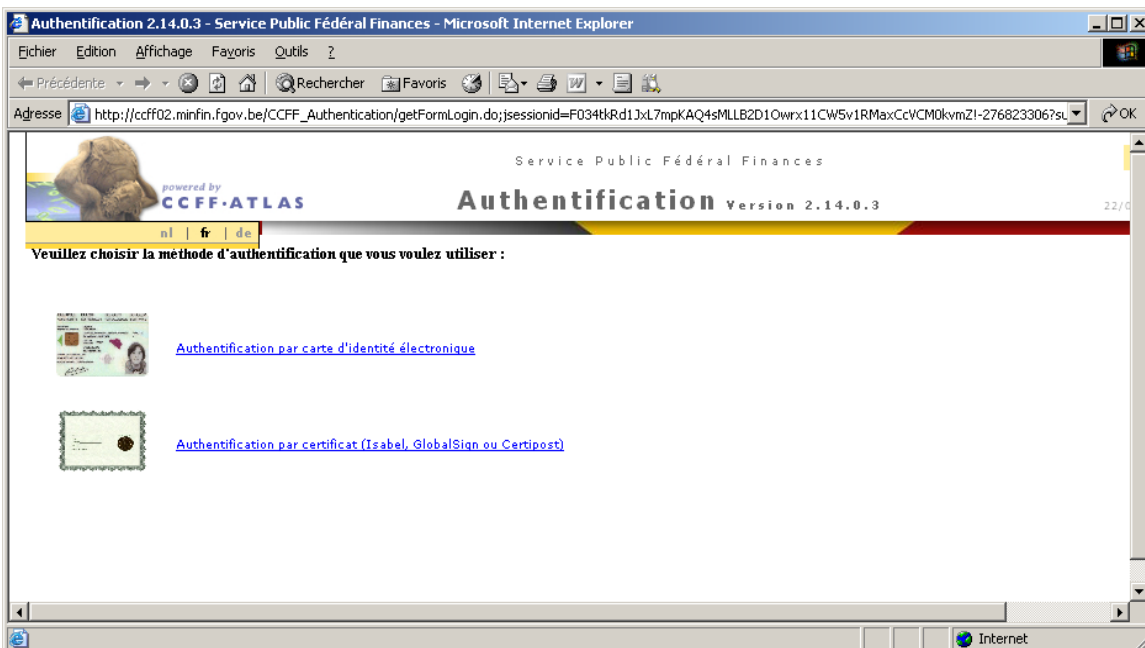 Authentification 2.14.0.3 - Service Public Fédéral Finances - Microsoft Internet Explorer
Fichier Edition Affichage Favoris Outils ?
Précédente Rechercher Favoris
Adresse http://ccff02.minfin.fgov.be/CCFF_Authentication/getFormLogin.do;jsessionid=F034tkRd1JxL7mpKAQ4sMLLB2D1Owrx11CW5v1RMaxCcVCM0kvmZ!-276823306?su OK
Service Public Fédéral Finances
powered by
CCFF-ATLAS
Authentification Version 2.14.0.3
22/0
nl | fr | de
Veuillez choisir la méthode d'authentification que vous voulez utiliser :
Authentification par carte d'identité électronique
Authentification par certificat (Isabel, GlobalSign ou Certipost)
Internet